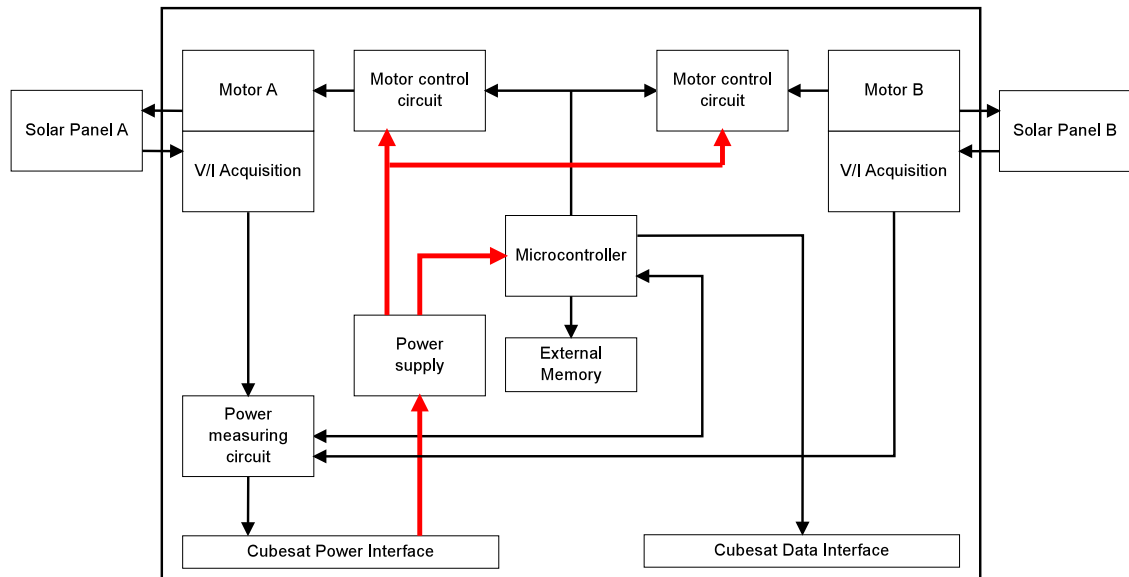 Motor A
Motor control
circuit
Motor control
circuit
Motor B
Solar Panel A
Solar Panel B
V/I Acquisition
V/I Acquisition
Microcontroller
Power
supply
External
Memory
Power
measuring
circuit
Cubesat Power Interface
Cubesat Data Interface